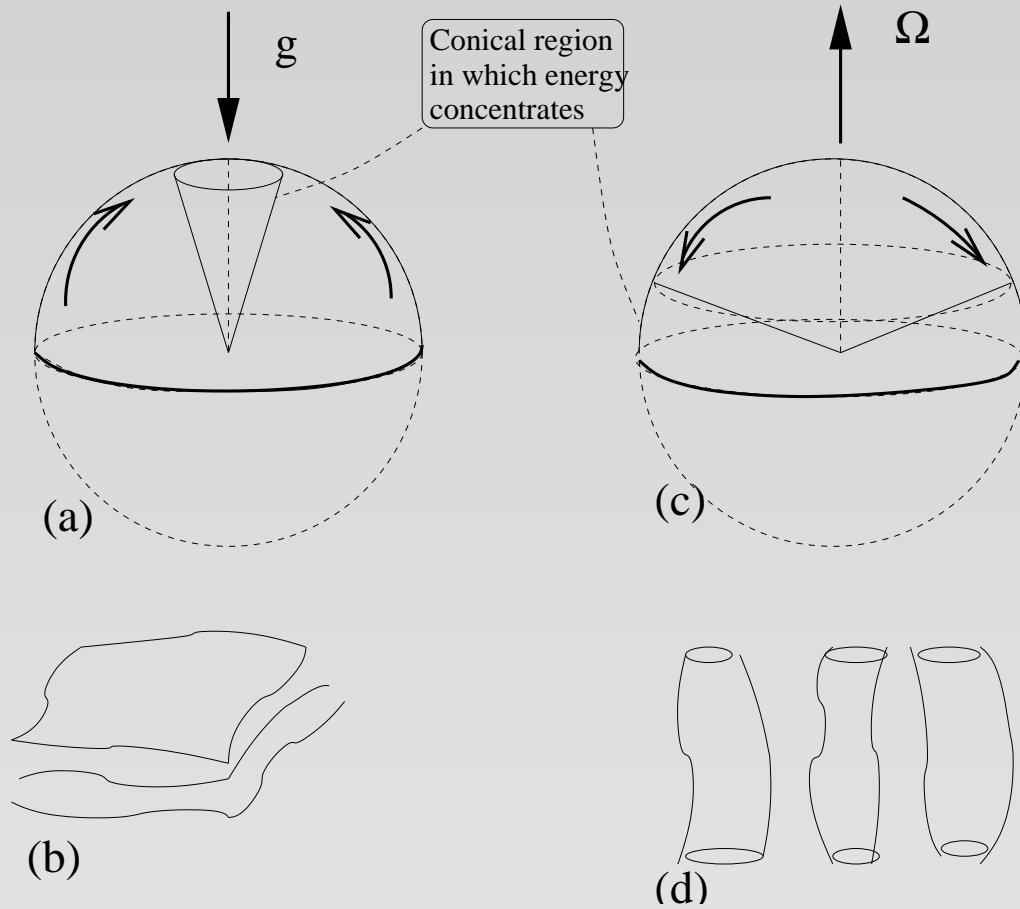 g
Conical region
in which energy
concentrates
Ω
(a)
(c)
(b)
(d)